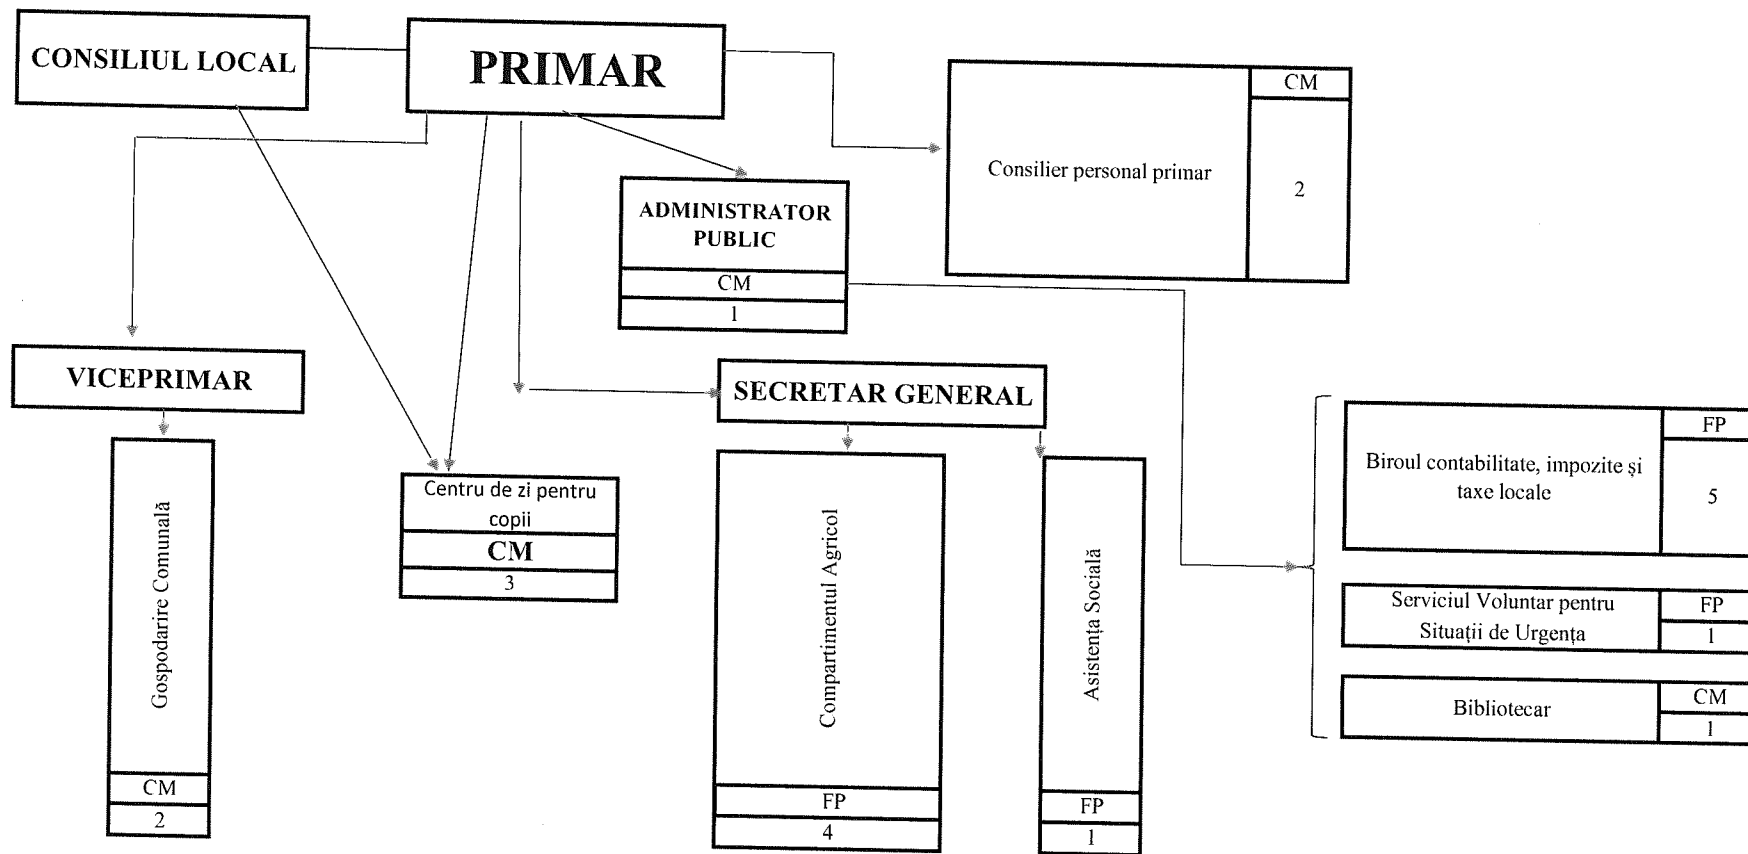 CONSILIUL LOCAL
PRIMAR
CM
Consilier personal primar
2
ADMINISTRATOR
PUBLIC
CM
1
VICEPRIMAR
SECRETAR GENERAL
Gospodarire Comunală
CM
2
Centru de zi pentru
copii
CM
3
Compartimentul Agricol
FP
4
Asistența Socială
FP
1
Biroul contabilitate, impozite și
taxe locale
FP
5
Serviciul Voluntar pentru
Situații de Urgența
FP
1
Bibliotecar
CM
1